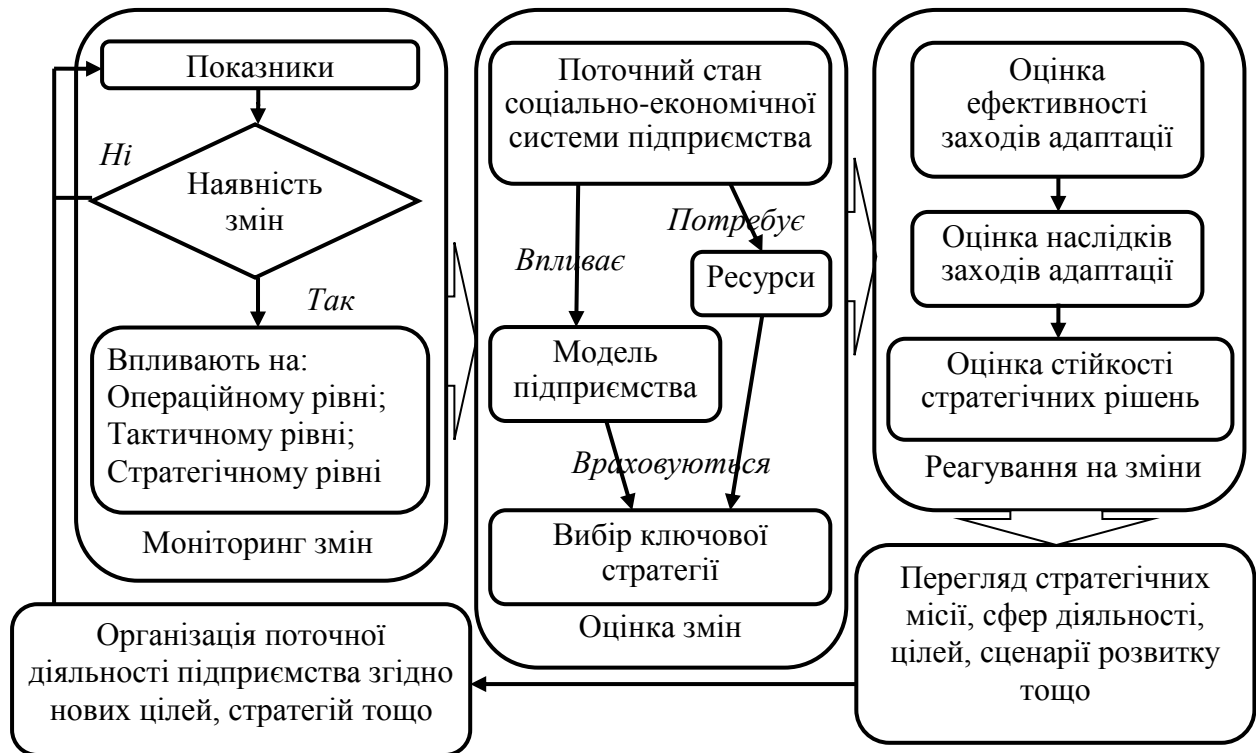 Показники
Ні
Наявність
змін
Так
Впливають на:
Операційному рівні;
Тактичному рівні;
Стратегічному рівні
Моніторинг змін
Поточний стан
соціально-економічної
системи підприємства
Потребує
Впливає
Ресурси
Модель
підприємства
Враховуються
Вибір ключової
стратегії
Оцінка змін
Оцінка
ефективності
заходів адаптації
Оцінка наслідків
заходів адаптації
Оцінка стійкості
стратегічних рішень
Реагування на зміни
Перегляд стратегічних
місії, сфер діяльності,
цілей, сценарії розвитку
тощо
Організація поточної
діяльності підприємства згідно
нових цілей, стратегій тощо